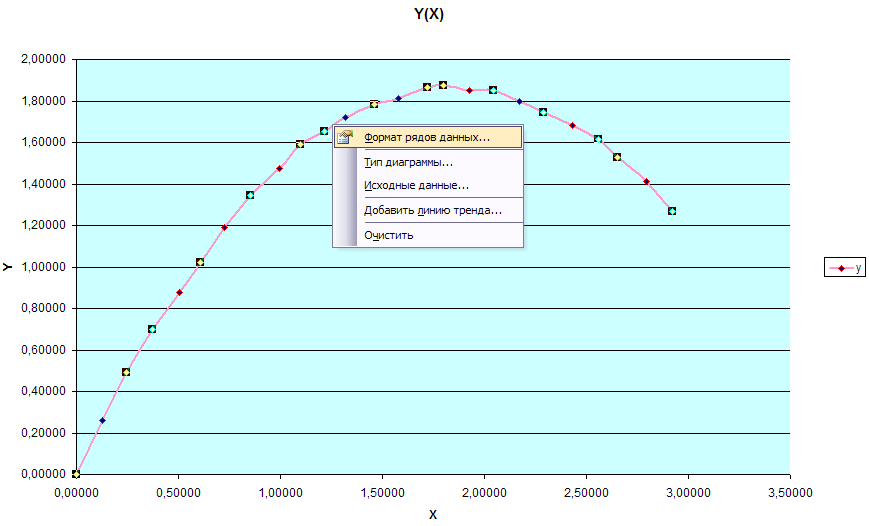 Y(X)
2,00000
1,80000
1,60000
1,40000
1,20000
1,00000
0,80000
0,60000
0,40000
0,20000
0,00000
Y
Формат рядов данных...
Тип диаграммы...
Исходные данные...
Добавить линию тренда...
Очистить
y
0,00000 0,50000 1,00000 1,50000 2,00000 2,50000 3,00000 3,50000
X